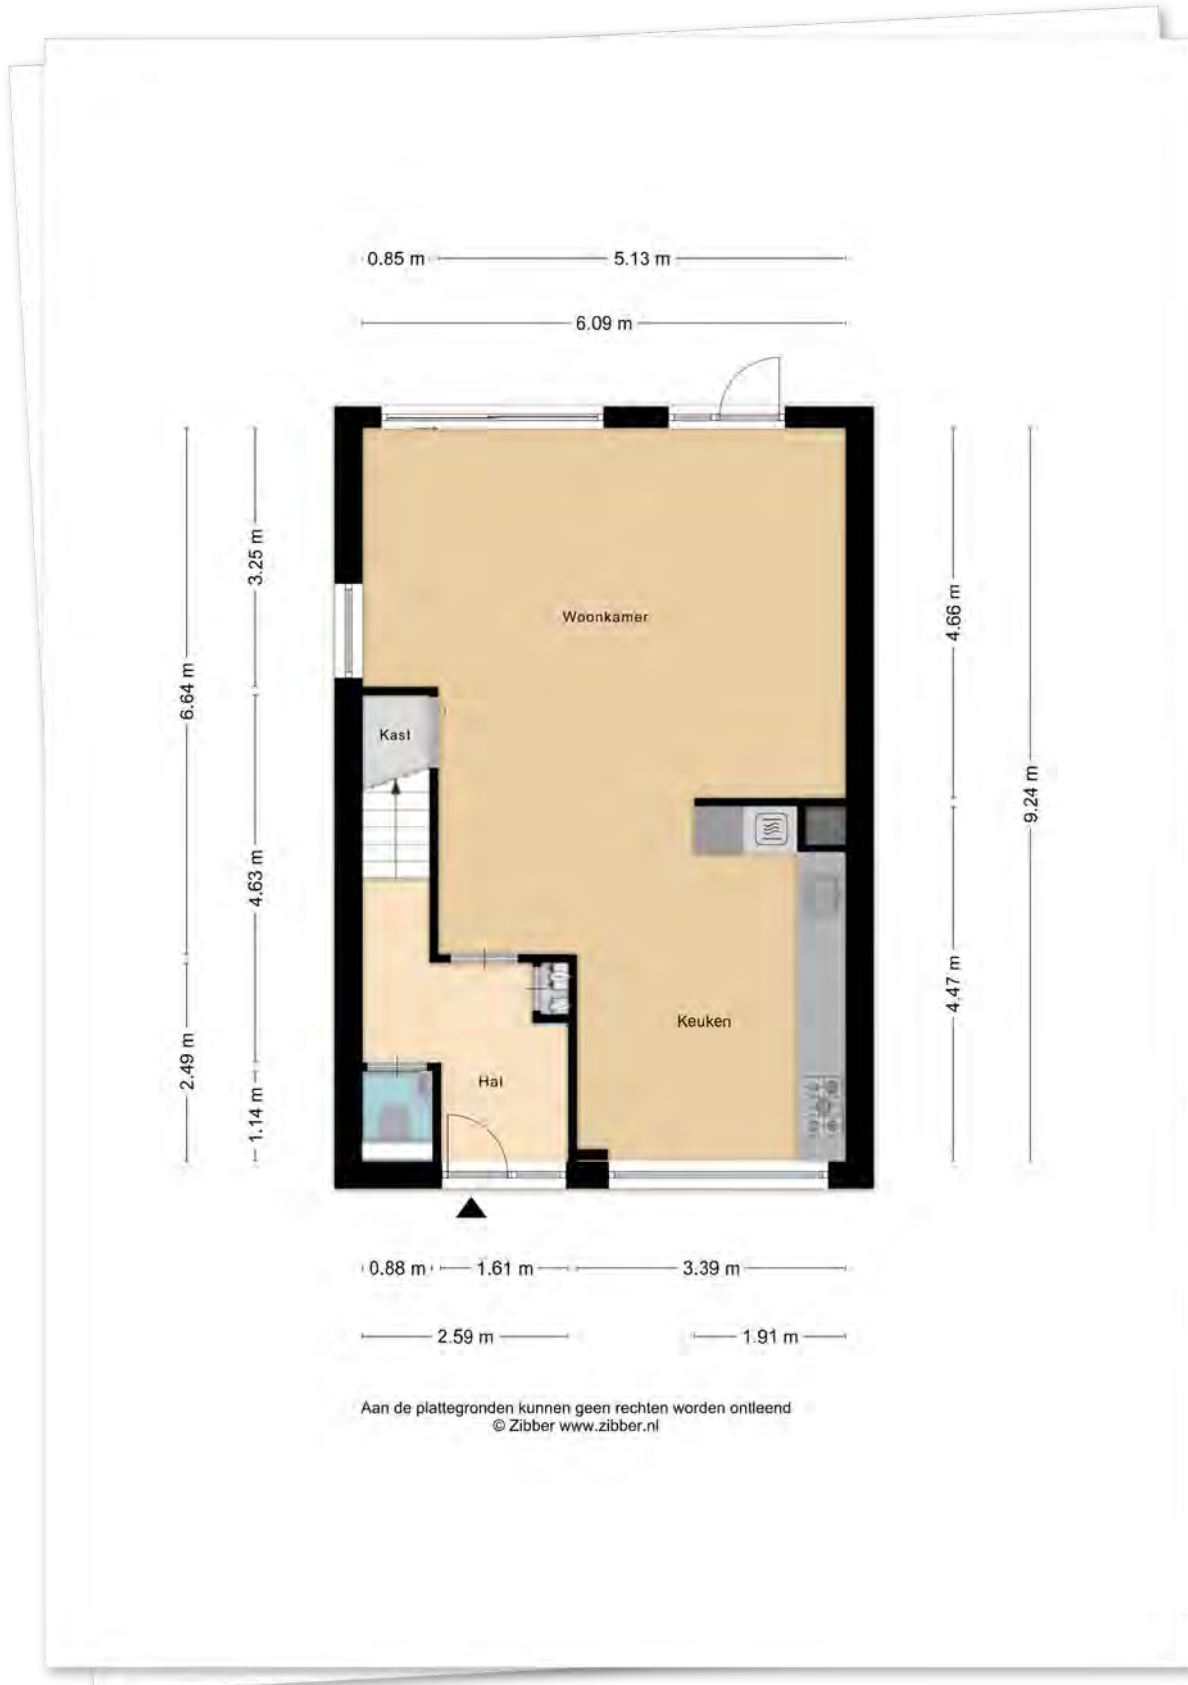 0.85 m
5.13 m
6.09 m
3.25 m
6.64 m
4.66 m
9.24 m
Woonkamer
Kast
4.63 m
4.47 m
Keuken
2.49 m
Hal
1.14 m
0.88 m
1.61 m
3.39 m
2.59 m
1.91 m
Aan de plattegronden kunnen geen rechten worden ontleend
© Zibber www.zibber.nl